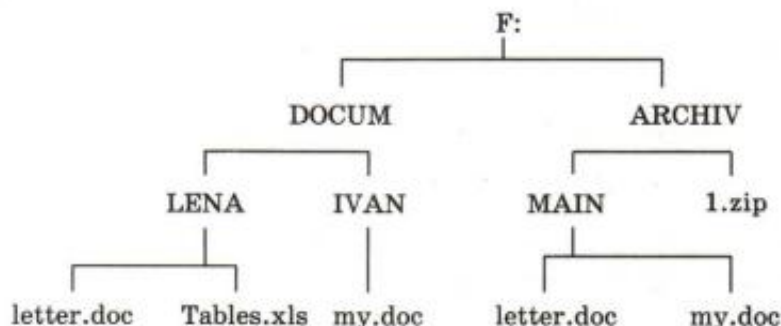 F:
DOCUM ARCHIV
LENA IVAN MAIN 1.zip
letter.doc Tables.xls my.doc letter.doc my.doc